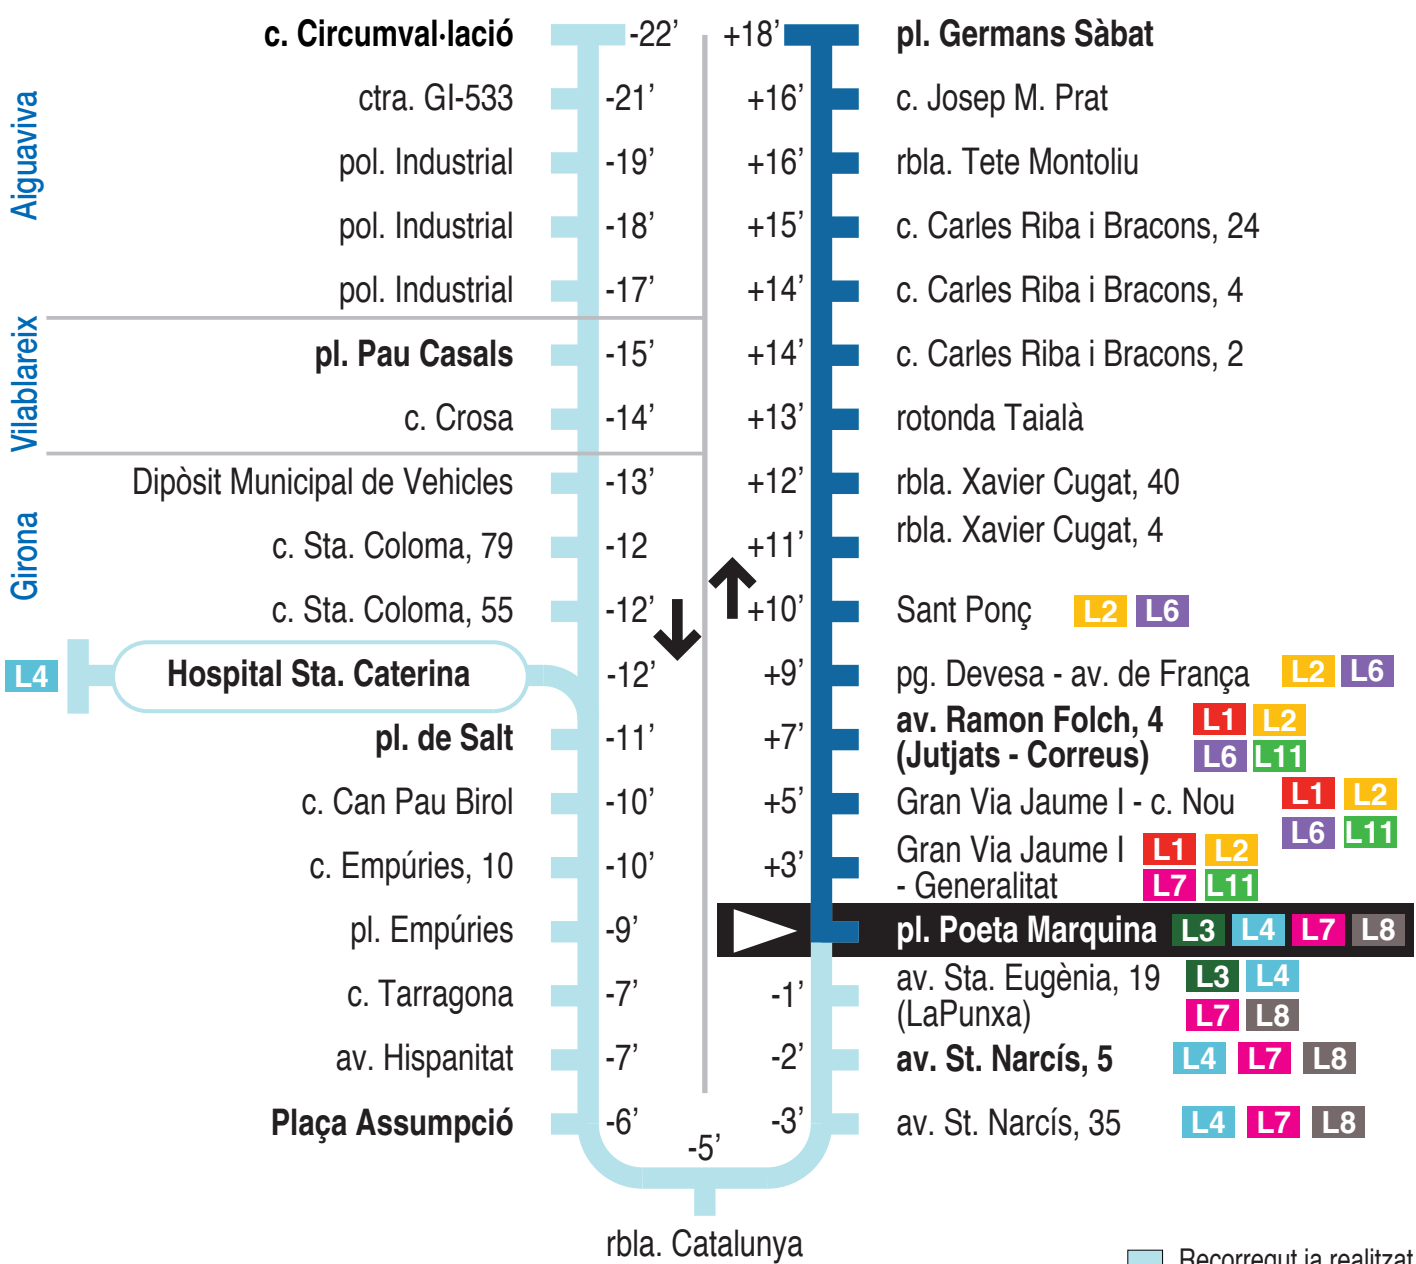 c. Circumval·lació -22’
ctra. GI-533 -21’
pol. Industrial -19’
pol. Industrial -18’
pol. Industrial -17’
Aiguaviva
pl. Pau Casals -15’
c. Crosa -14’
Vilablareix
Dipòsit Municipal de Vehicles -13’
c. Sta. Coloma, 79 -12
c. Sta. Coloma, 55 -12’
Girona
L4 Hospital Sta. Caterina -12’
pl. de Salt -11’
c. Can Pau Birol -10’
c. Empúries, 10 -10’
pl. Empúries -9’
c. Tarragona -7’
av. Hispanitat -7’
Plaça Assumpció -6’
-5’
rbla. Catalunya
+18’ pl. Germans Sàbat
+16’ c. Josep M. Prat
+16’ rbla. Tete Montoliu
+15’ c. Carles Riba i Bracons, 24
+14’ c. Carles Riba i Bracons, 4
+14’ c. Carles Riba i Bracons, 2
+13’ rotonda Taialà
+12’ rbla. Xavier Cugat, 40
+11’ rbla. Xavier Cugat, 4
+10’ Sant Ponç L2 L6
+9’ pg. Devesa - av. de França L2 L6
+7’ av. Ramon Folch, 4 L1 L2
(Jutjats - Correus) L6 L11
+5’ Gran Via Jaume I - c. Nou L1 L2
L6 L11
+3’ Gran Via Jaume I L1 L2
- Generalitat L7 L11
pl. Poeta Marquina L3 L4 L7 L8
-1’ av. Sta. Eugènia, 19 L3 L4
(LaPunxa) L7 L8
-2’ av. St. Narcís, 5 L4 L7 L8
-3’ av. St. Narcís, 35 L4 L7 L8
Recorregut ja realitzat